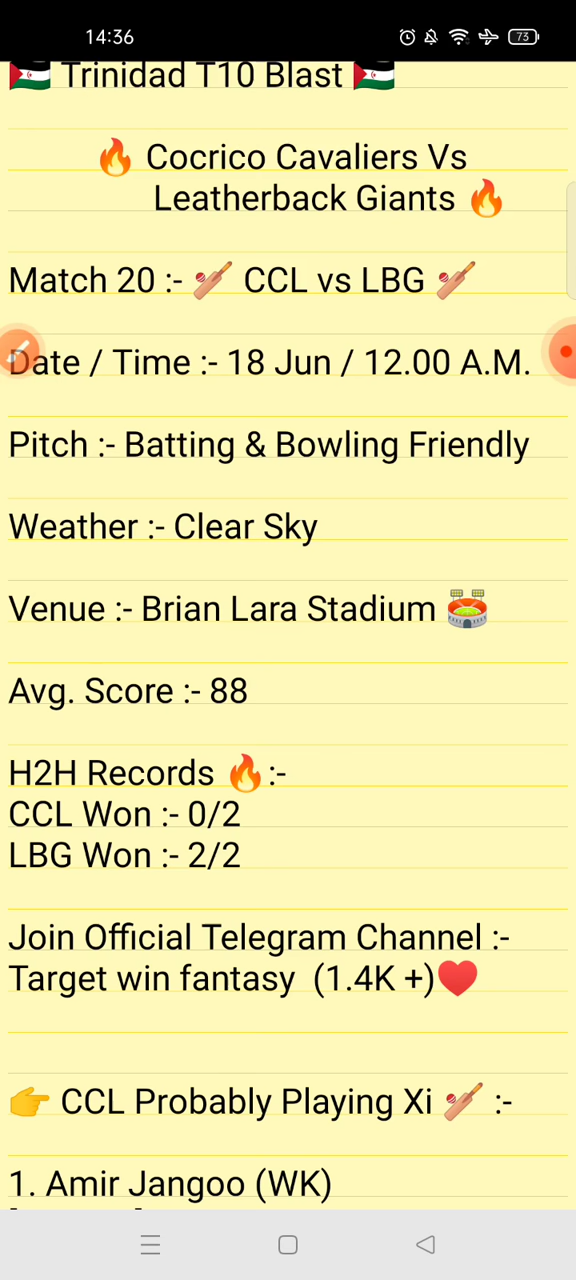 14:36
73
🇪🇭 Trinidad T10 Blast 🇪🇭
🔥 Cocrico Cavaliers Vs
Leatherback Giants 🔥
Match 20 :- 🏏 CCL vs LBG 🏏
Date / Time :- 18 Jun / 12.00 A.M.
Pitch :- Batting & Bowling Friendly
Weather :- Clear Sky
Venue :- Brian Lara Stadium 🏟️
Avg. Score :- 88
H2H Records 🔥:-
CCL Won :- 0/2
LBG Won :- 2/2
Join Official Telegram Channel :-
Target win fantasy (1.4K +)❤️
👉 CCL Probably Playing Xi 🏏 :-
1. Amir Jangoo (WK)